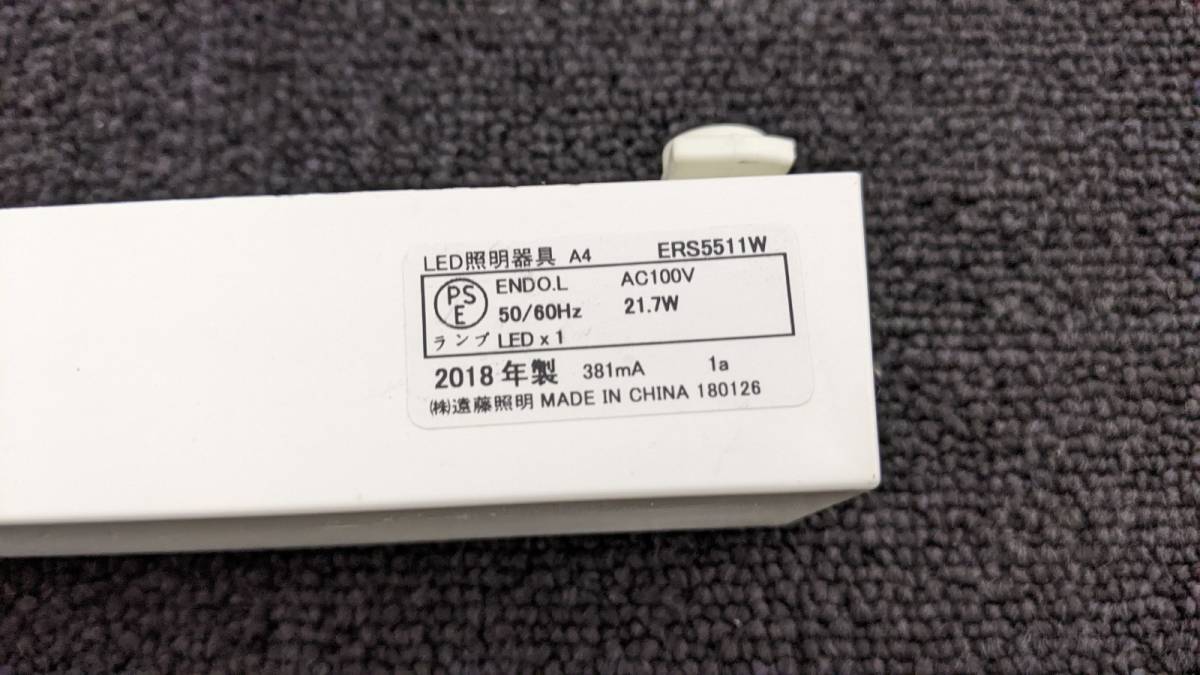 LED照明器具 A4 ERS5511W
PSE ENDO.L AC100V
50/60Hz 21.7W
ランプ LED x 1
2018 年製 381mA 1a
㈱遠藤照明 MADE IN CHINA 180126